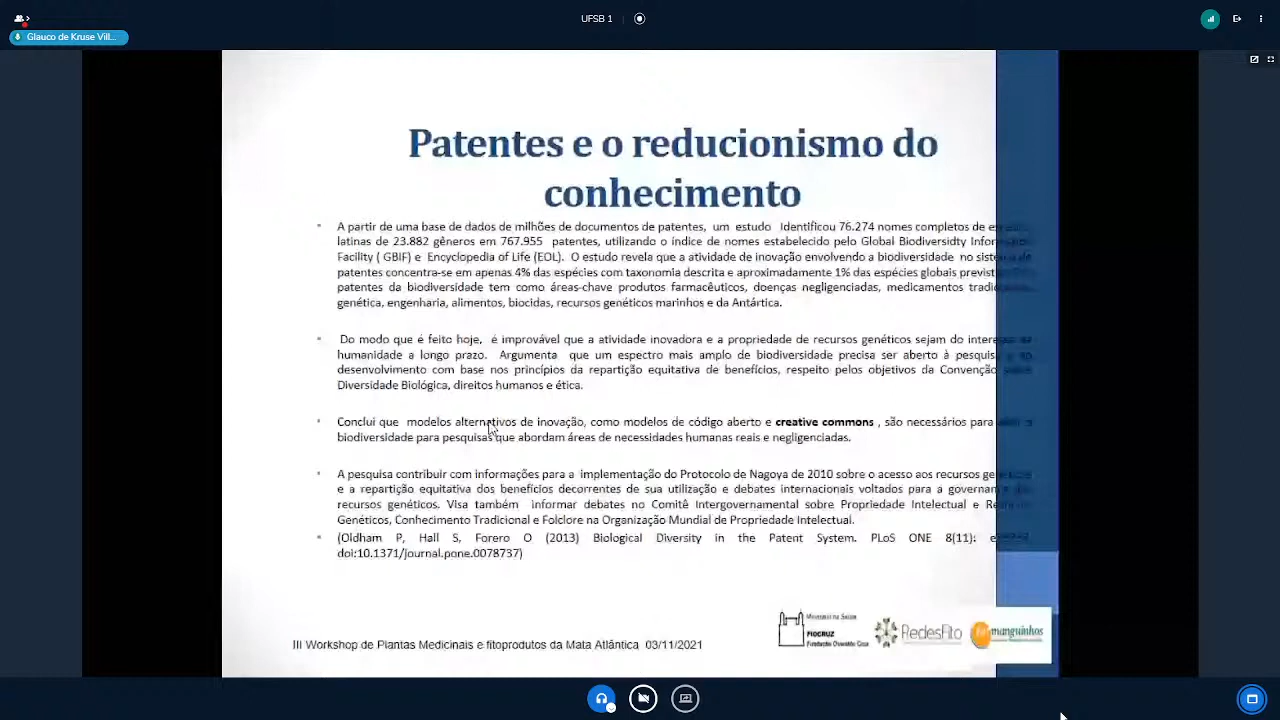 UFSB 1
Glauco de Kruse Vill...
Patentes e o reducionismo do
conhecimento
A partir de uma base de dados de milhões de documentos de patentes, um estudo Identificou 76.274 nomes completos de
latinas de 23.882 gêneros em 767.955 patentes, utilizando o índice de nomes estabelecido pelo Global Biodiversidty
Facility ( GBIF) e Encyclopedia of Life (EOL). O estudo revela que a atividade de inovação envolvendo a biodiversidade no
patentes concentra-se em apenas 4% das espécies com taxonomia descrita e aproximadamente 1% das espécies globais
patentes da biodiversidade tem como áreas-chave produtos farmacêuticos, doenças negligenciadas, medicamentos
genética, engenharia, alimentos, biocidas, recursos genéticos marinhos e da Antártica.
Do modo que é feito hoje, é improvável que a atividade inovadora e a propriedade de recursos genéticos sejam do
humanidade a longo prazo. Argumenta que um espectro mais amplo de biodiversidade precisa ser aberto à pesquisa
desenvolvimento com base nos princípios da repartição equitativa de benefícios, respeito pelos objetivos da Convenção sobre
Diversidade Biológica, direitos humanos e ética.
Conclui que modelos alternativos de inovação, como modelos de código aberto e creative commons , são necessários para
biodiversidade para pesquisas que abordam áreas de necessidades humanas reais e negligenciadas.
A pesquisa contribuir com informações para a implementação do Protocolo de Nagoya de 2010 sobre o acesso aos recursos
e a repartição equitativa dos benefícios decorrentes de sua utilização e debates internacionais voltados para a
recursos genéticos. Visa também informar debates no Comitê Intergovernamental sobre Propriedade Intelectual e
Genéticos, Conhecimento Tradicional e Folclore na Organização Mundial de Propriedade Intelectual.
(Oldham P, Hall S, Forero O (2013) Biological Diversity in the Patent System. PLoS ONE 8(11):
doi:10.1371/journal.pone.0078737)
III Workshop de Plantas Medicinais e fitoprodutos da Mata Atlântica 03/11/2021
Ministério da Saúde
FIOCRUZ
Fundação Oswaldo Cruz
RedesFito
manguinhos